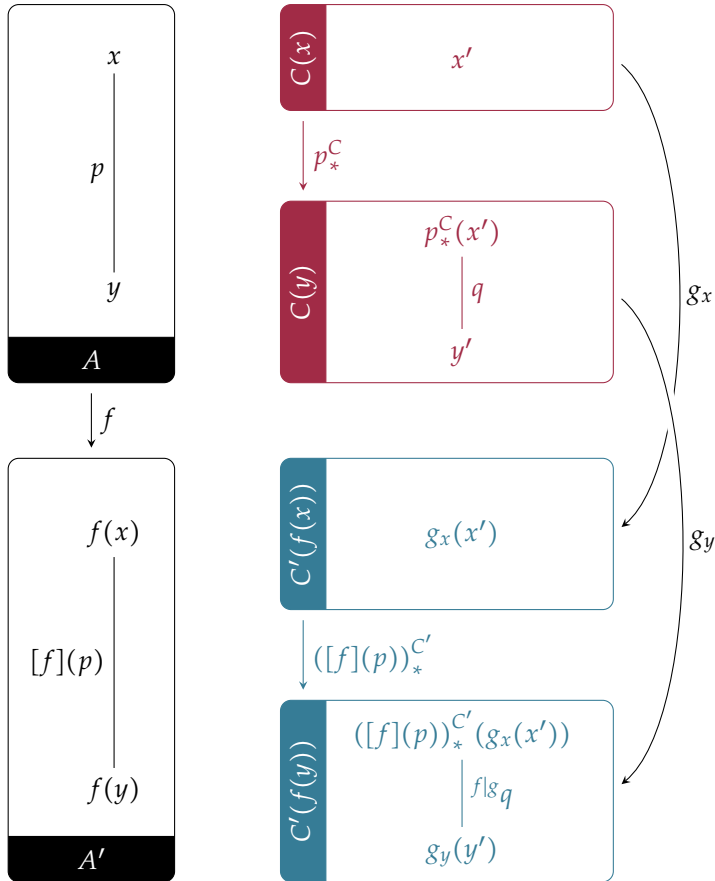 x
p
y
A
f
f(x)
[f](p)
f(y)
A′
C(x)
x′
p_*^C
C(y)
p_*^C(x′)
q
y′
g_x
C′(f(x))
g_x(x′)
([f](p))_*^{C′}
C′(f(y))
([f](p))_*^{C′}(g_x(x′))
^{f|g}q
g_y(y′)
g_y